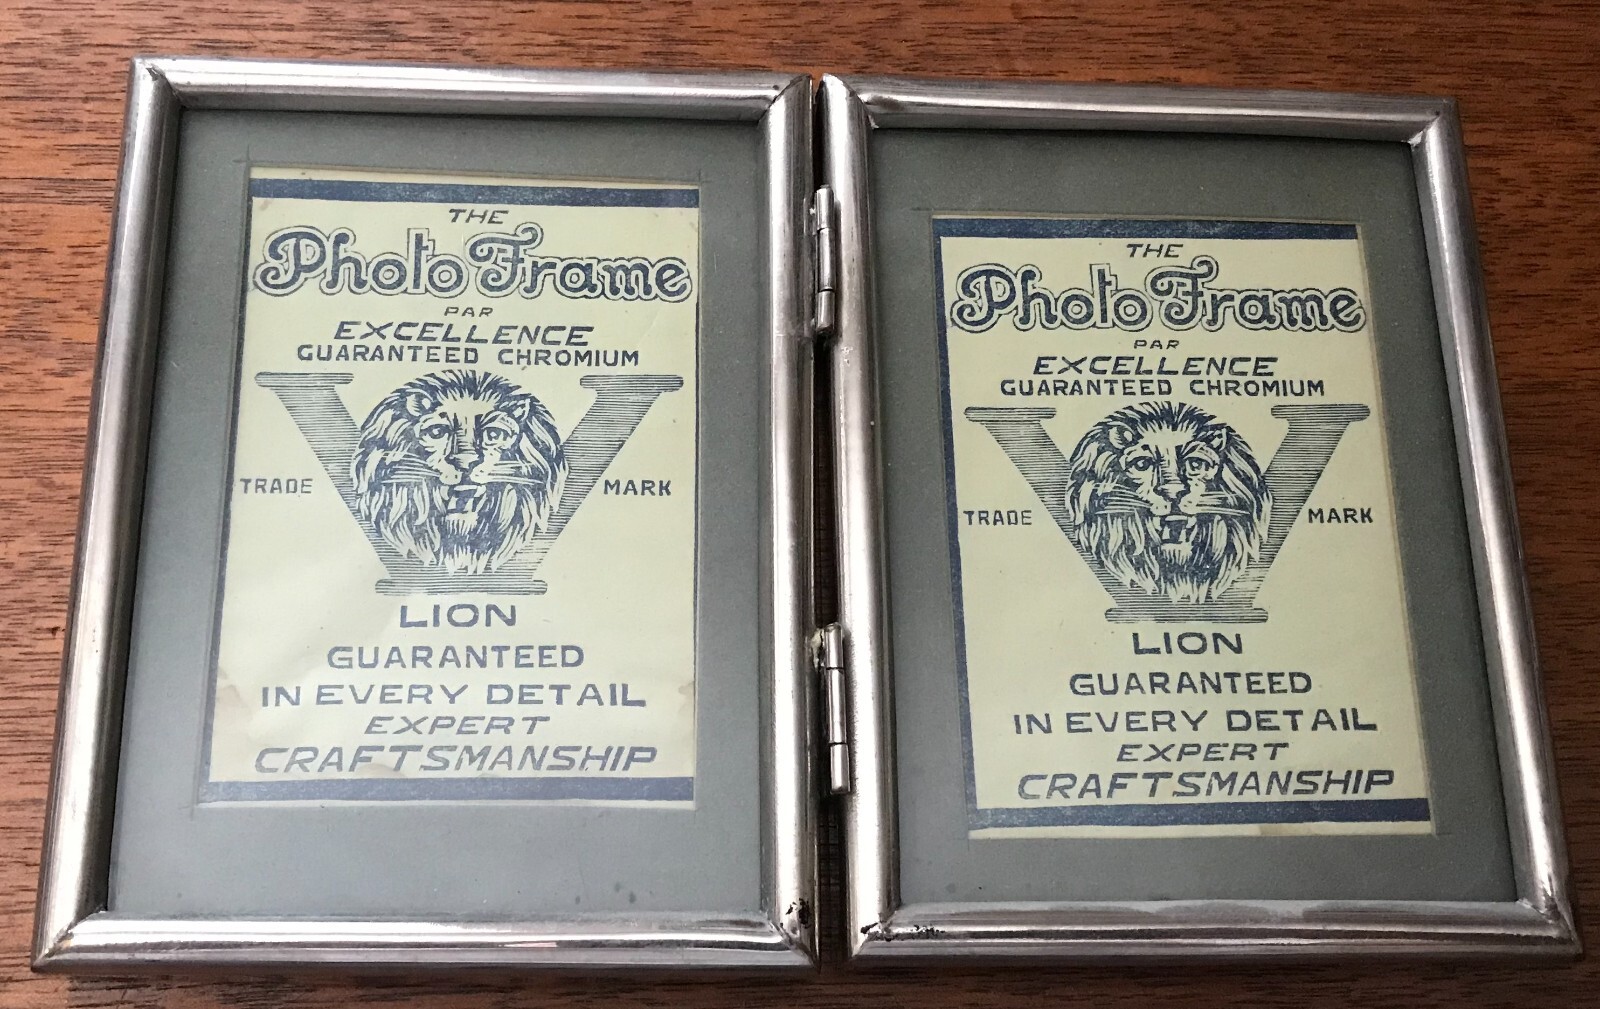 THE
Photo Frame
PAR
EXCELLENCE
GUARANTEED CHROMIUM
V
TRADE MARK
LION
GUARANTEED
IN EVERY DETAIL
EXPERT
CRAFTSMANSHIP
THE
Photo Frame
PAR
EXCELLENCE
GUARANTEED CHROMIUM
V
TRADE MARK
LION
GUARANTEED
IN EVERY DETAIL
EXPERT
CRAFTSMANSHIP